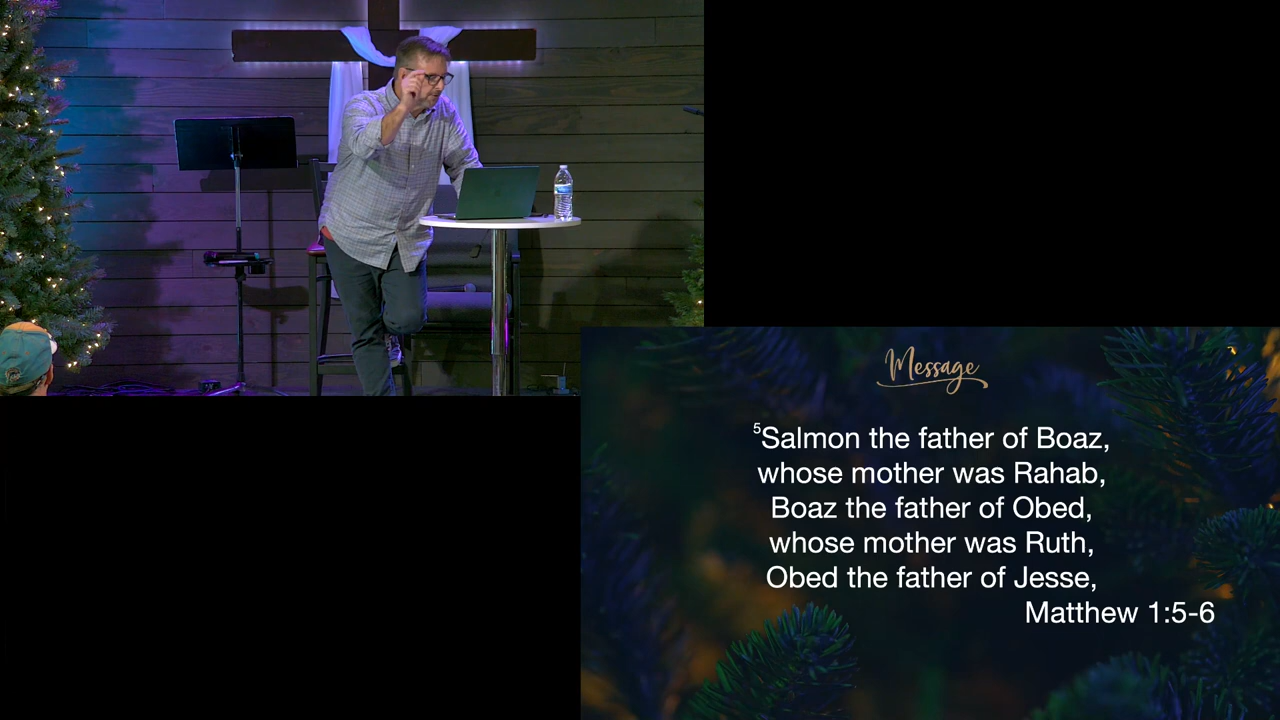 Message
⁵Salmon the father of Boaz,
whose mother was Rahab,
Boaz the father of Obed,
whose mother was Ruth,
Obed the father of Jesse,
Matthew 1:5-6